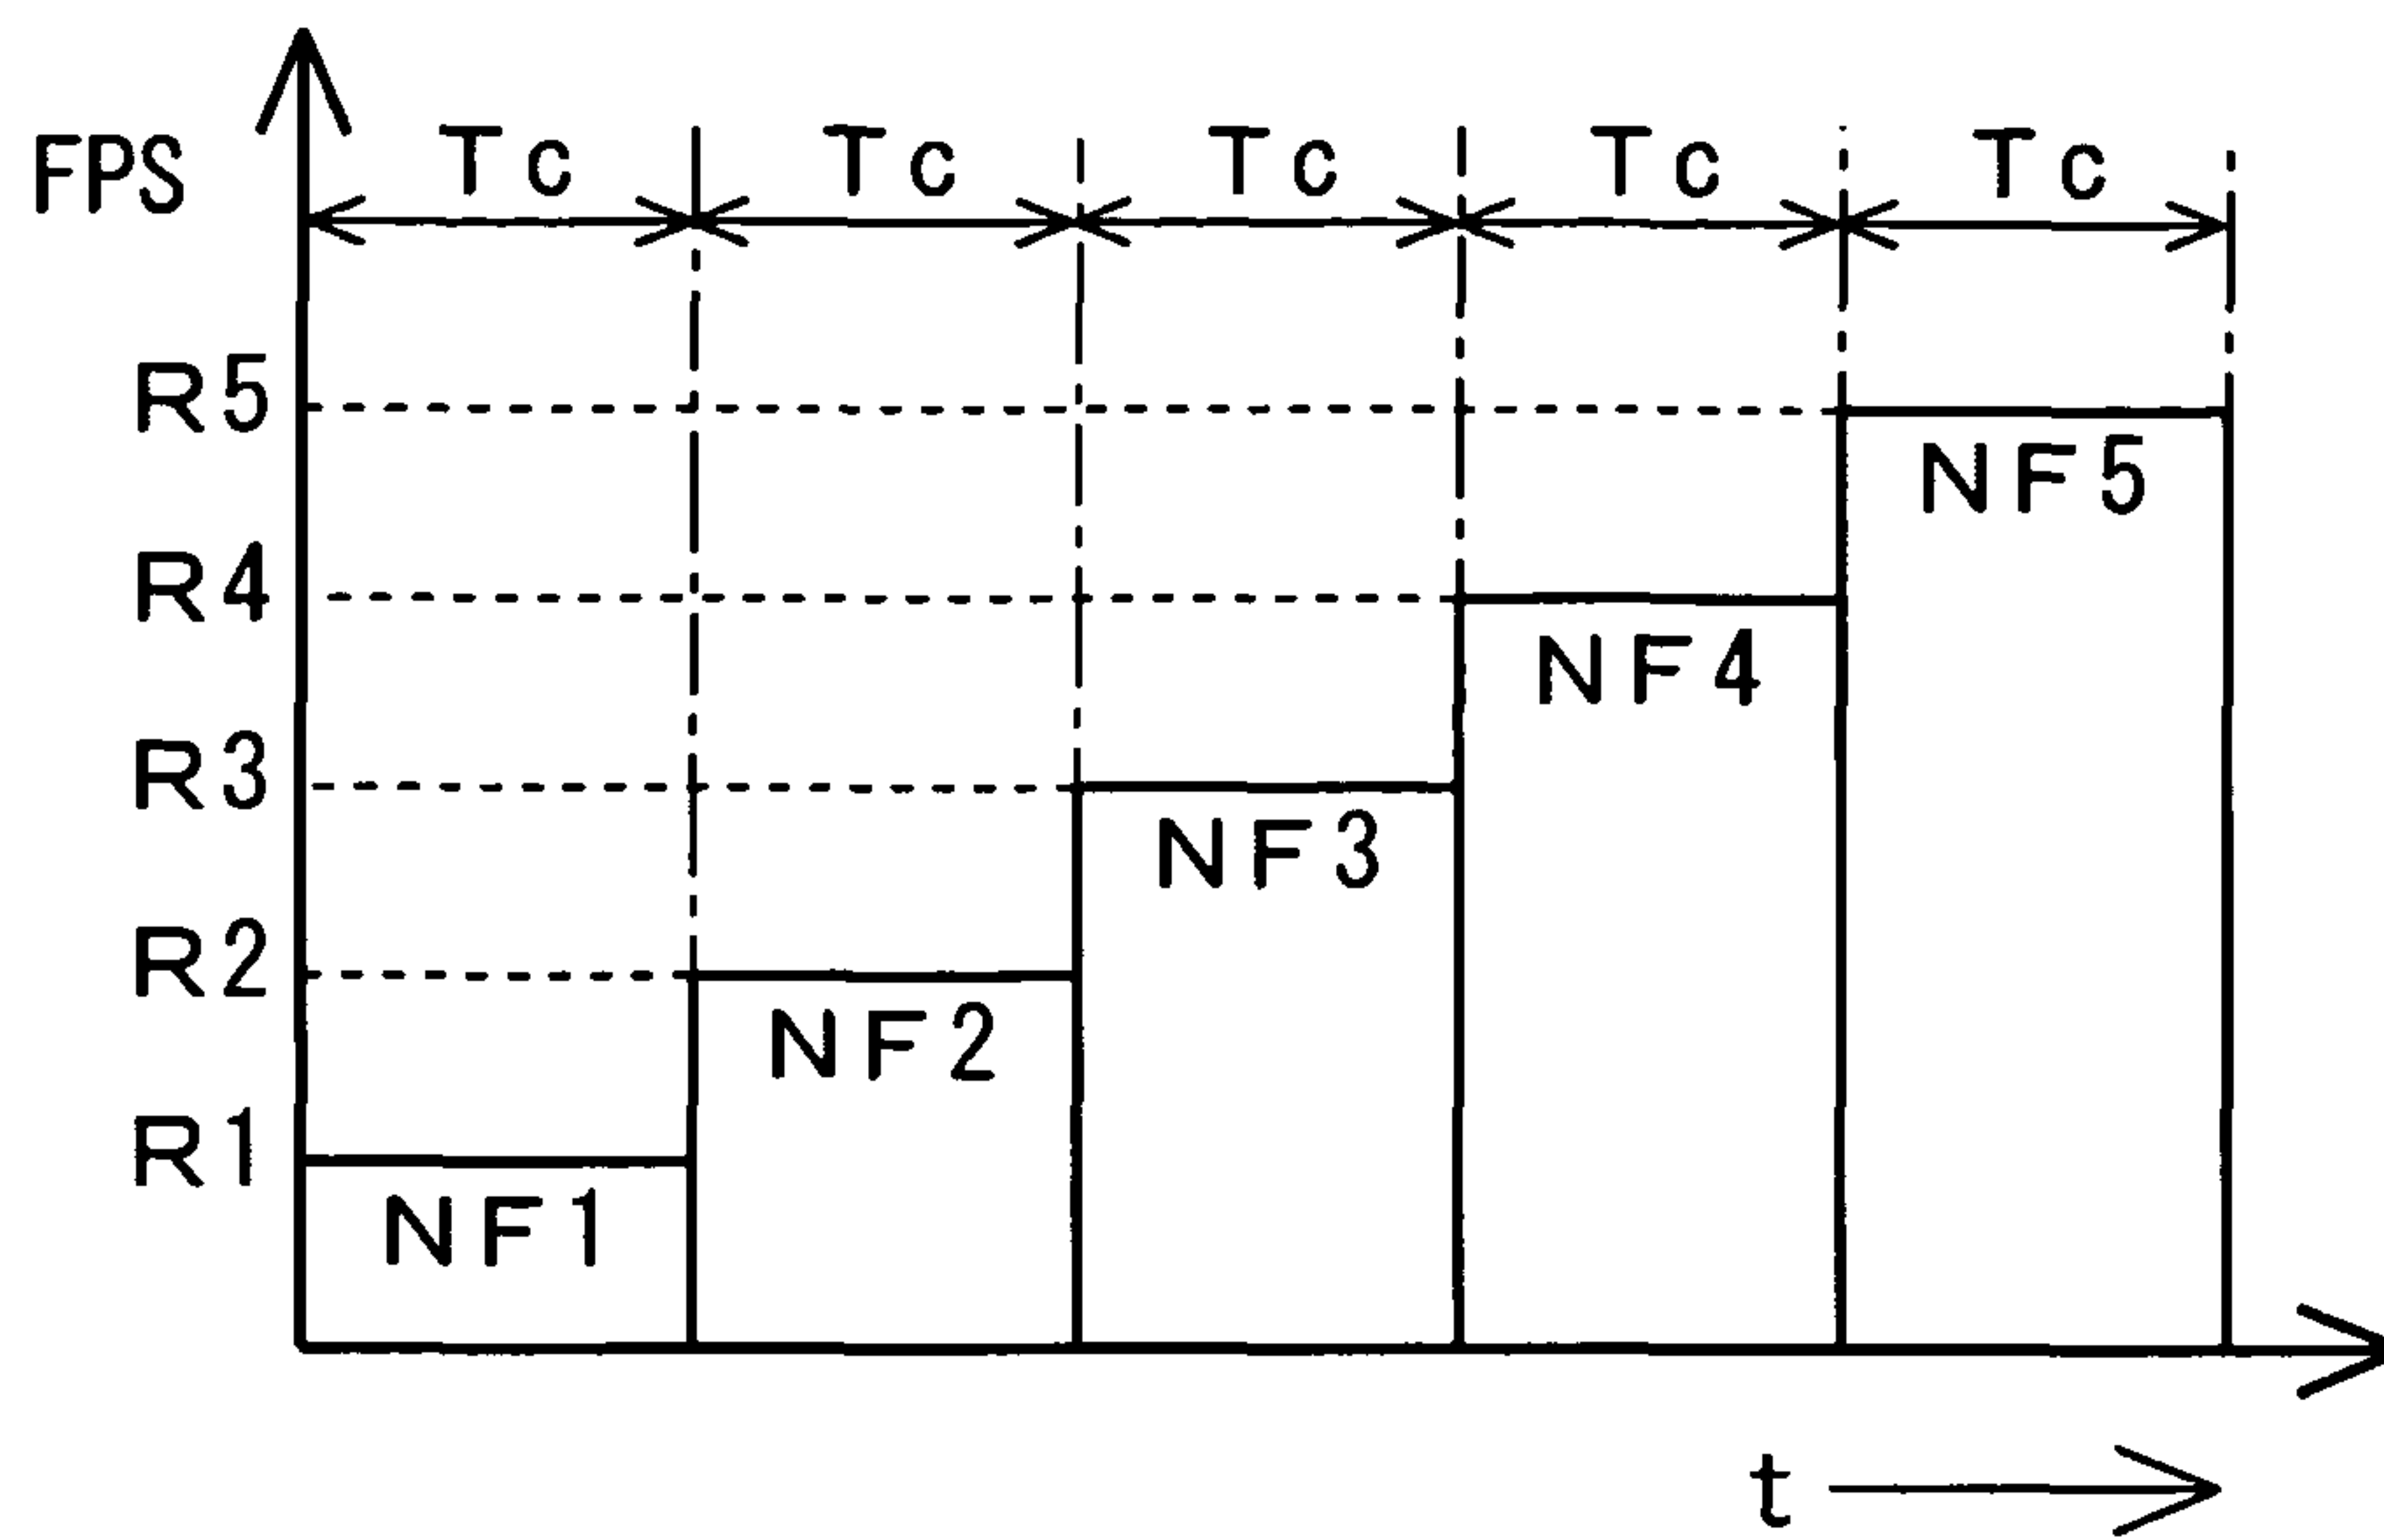 FPS Tc Tc Tc Tc Tc
R5
NF5
R4
NF4
R3
NF3
R2
NF2
R1
NF1
t